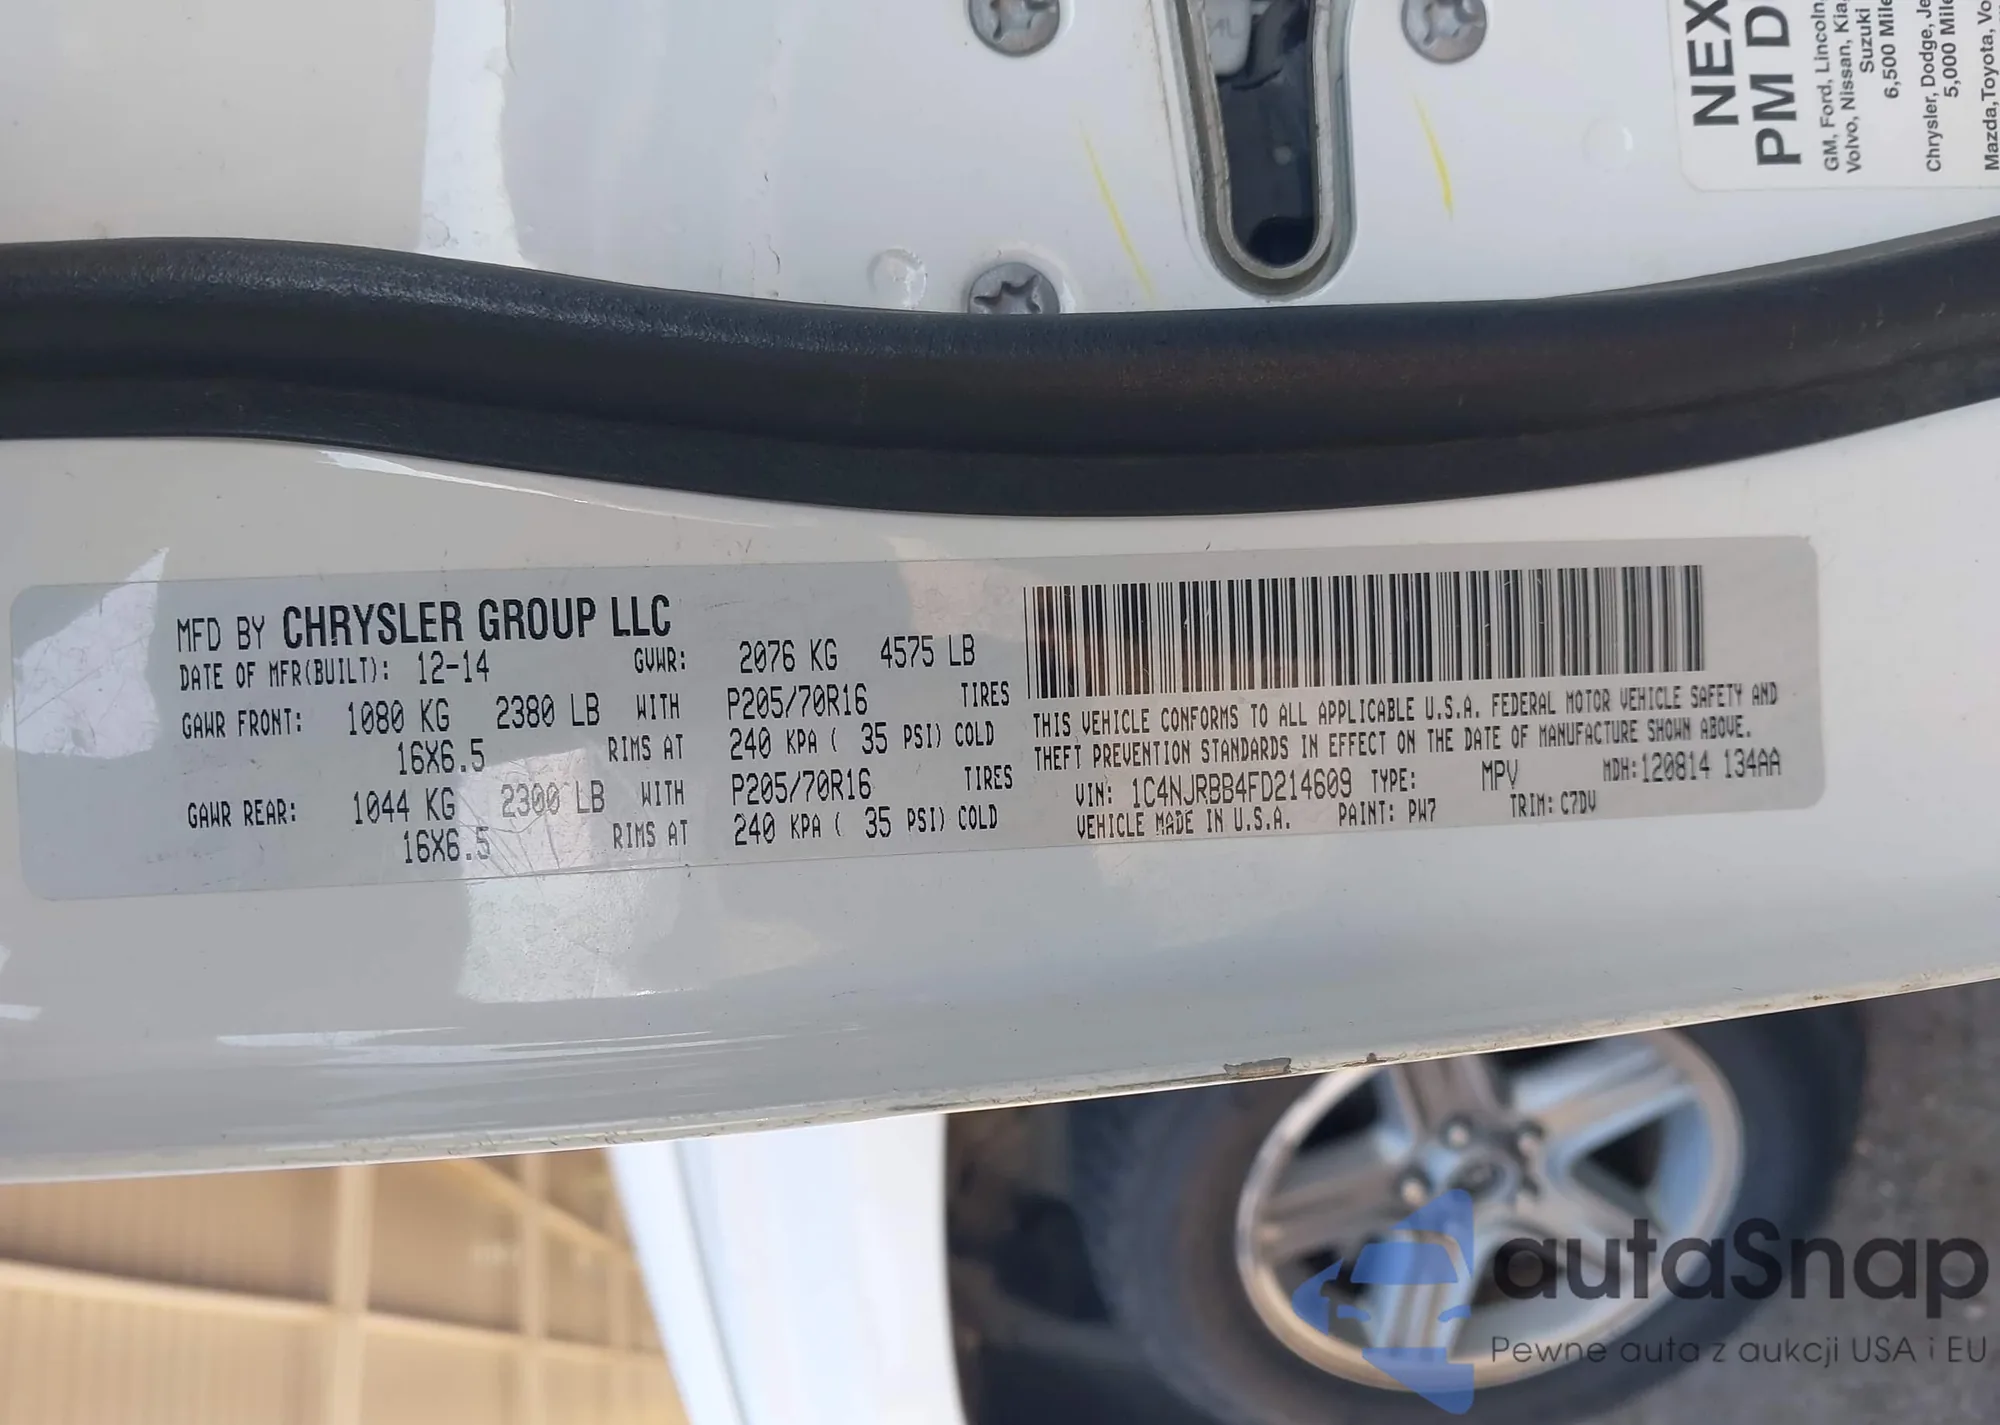 NEX
PM D
GM, Ford, Lincoln,
Volvo, Nissan, Kia,
Suzuki
6,500 Mile
Chrysler, Dodge, Je
5,000 Mile
Mazda,Toyota, Vo
MFD BY CHRYSLER GROUP LLC
DATE OF MFR(BUILT): 12-14 GVWR: 2076 KG 4575 LB
GAWR FRONT: 1080 KG 2380 LB WITH P205/70R16 TIRES
16X6.5 RIMS AT 240 KPA ( 35 PSI) COLD
GAWR REAR: 1044 KG 2300 LB WITH P205/70R16 TIRES
16X6.5 RIMS AT 240 KPA ( 35 PSI) COLD
THIS VEHICLE CONFORMS TO ALL APPLICABLE U.S.A. FEDERAL MOTOR VEHICLE SAFETY AND
THEFT PREVENTION STANDARDS IN EFFECT ON THE DATE OF MANUFACTURE SHOWN ABOVE.
VIN: 1C4NJRBB4FD214609 TYPE: MPV MDH:120814 134AA
VEHICLE MADE IN U.S.A. PAINT: PW7 TRIM: C7DV
autaSnap
Pewne auta z aukcji USA i EU